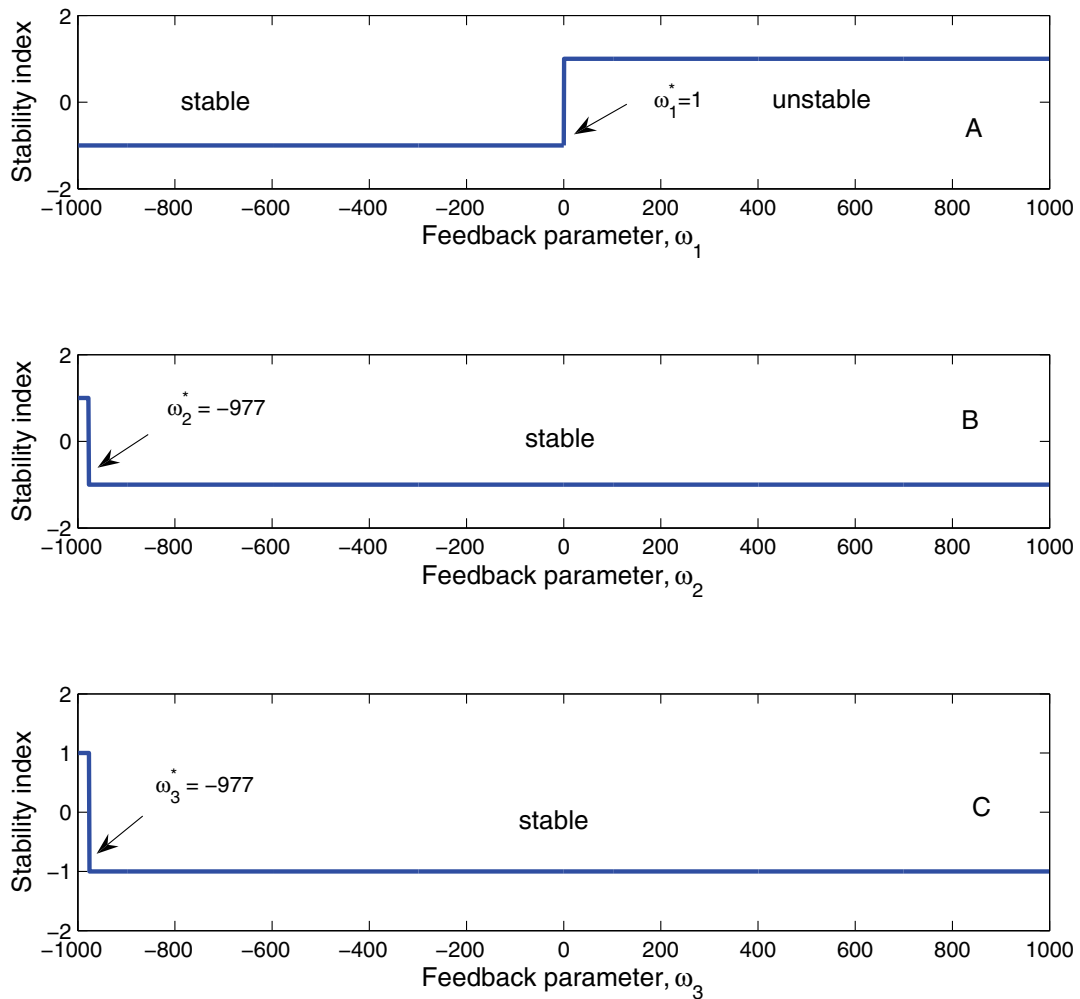 2
0
−2
Stability index
stable
ω₁*=1
unstable
A
−1000 −800 −600 −400 −200 0 200 400 600 800 1000
Feedback parameter, ω₁
2
0
−2
Stability index
ω₂* = −977
stable
B
−1000 −800 −600 −400 −200 0 200 400 600 800 1000
Feedback parameter, ω₂
2
1
0
−1
−2
Stability index
ω₃* = −977
stable
C
−1000 −800 −600 −400 −200 0 200 400 600 800 1000
Feedback parameter, ω₃